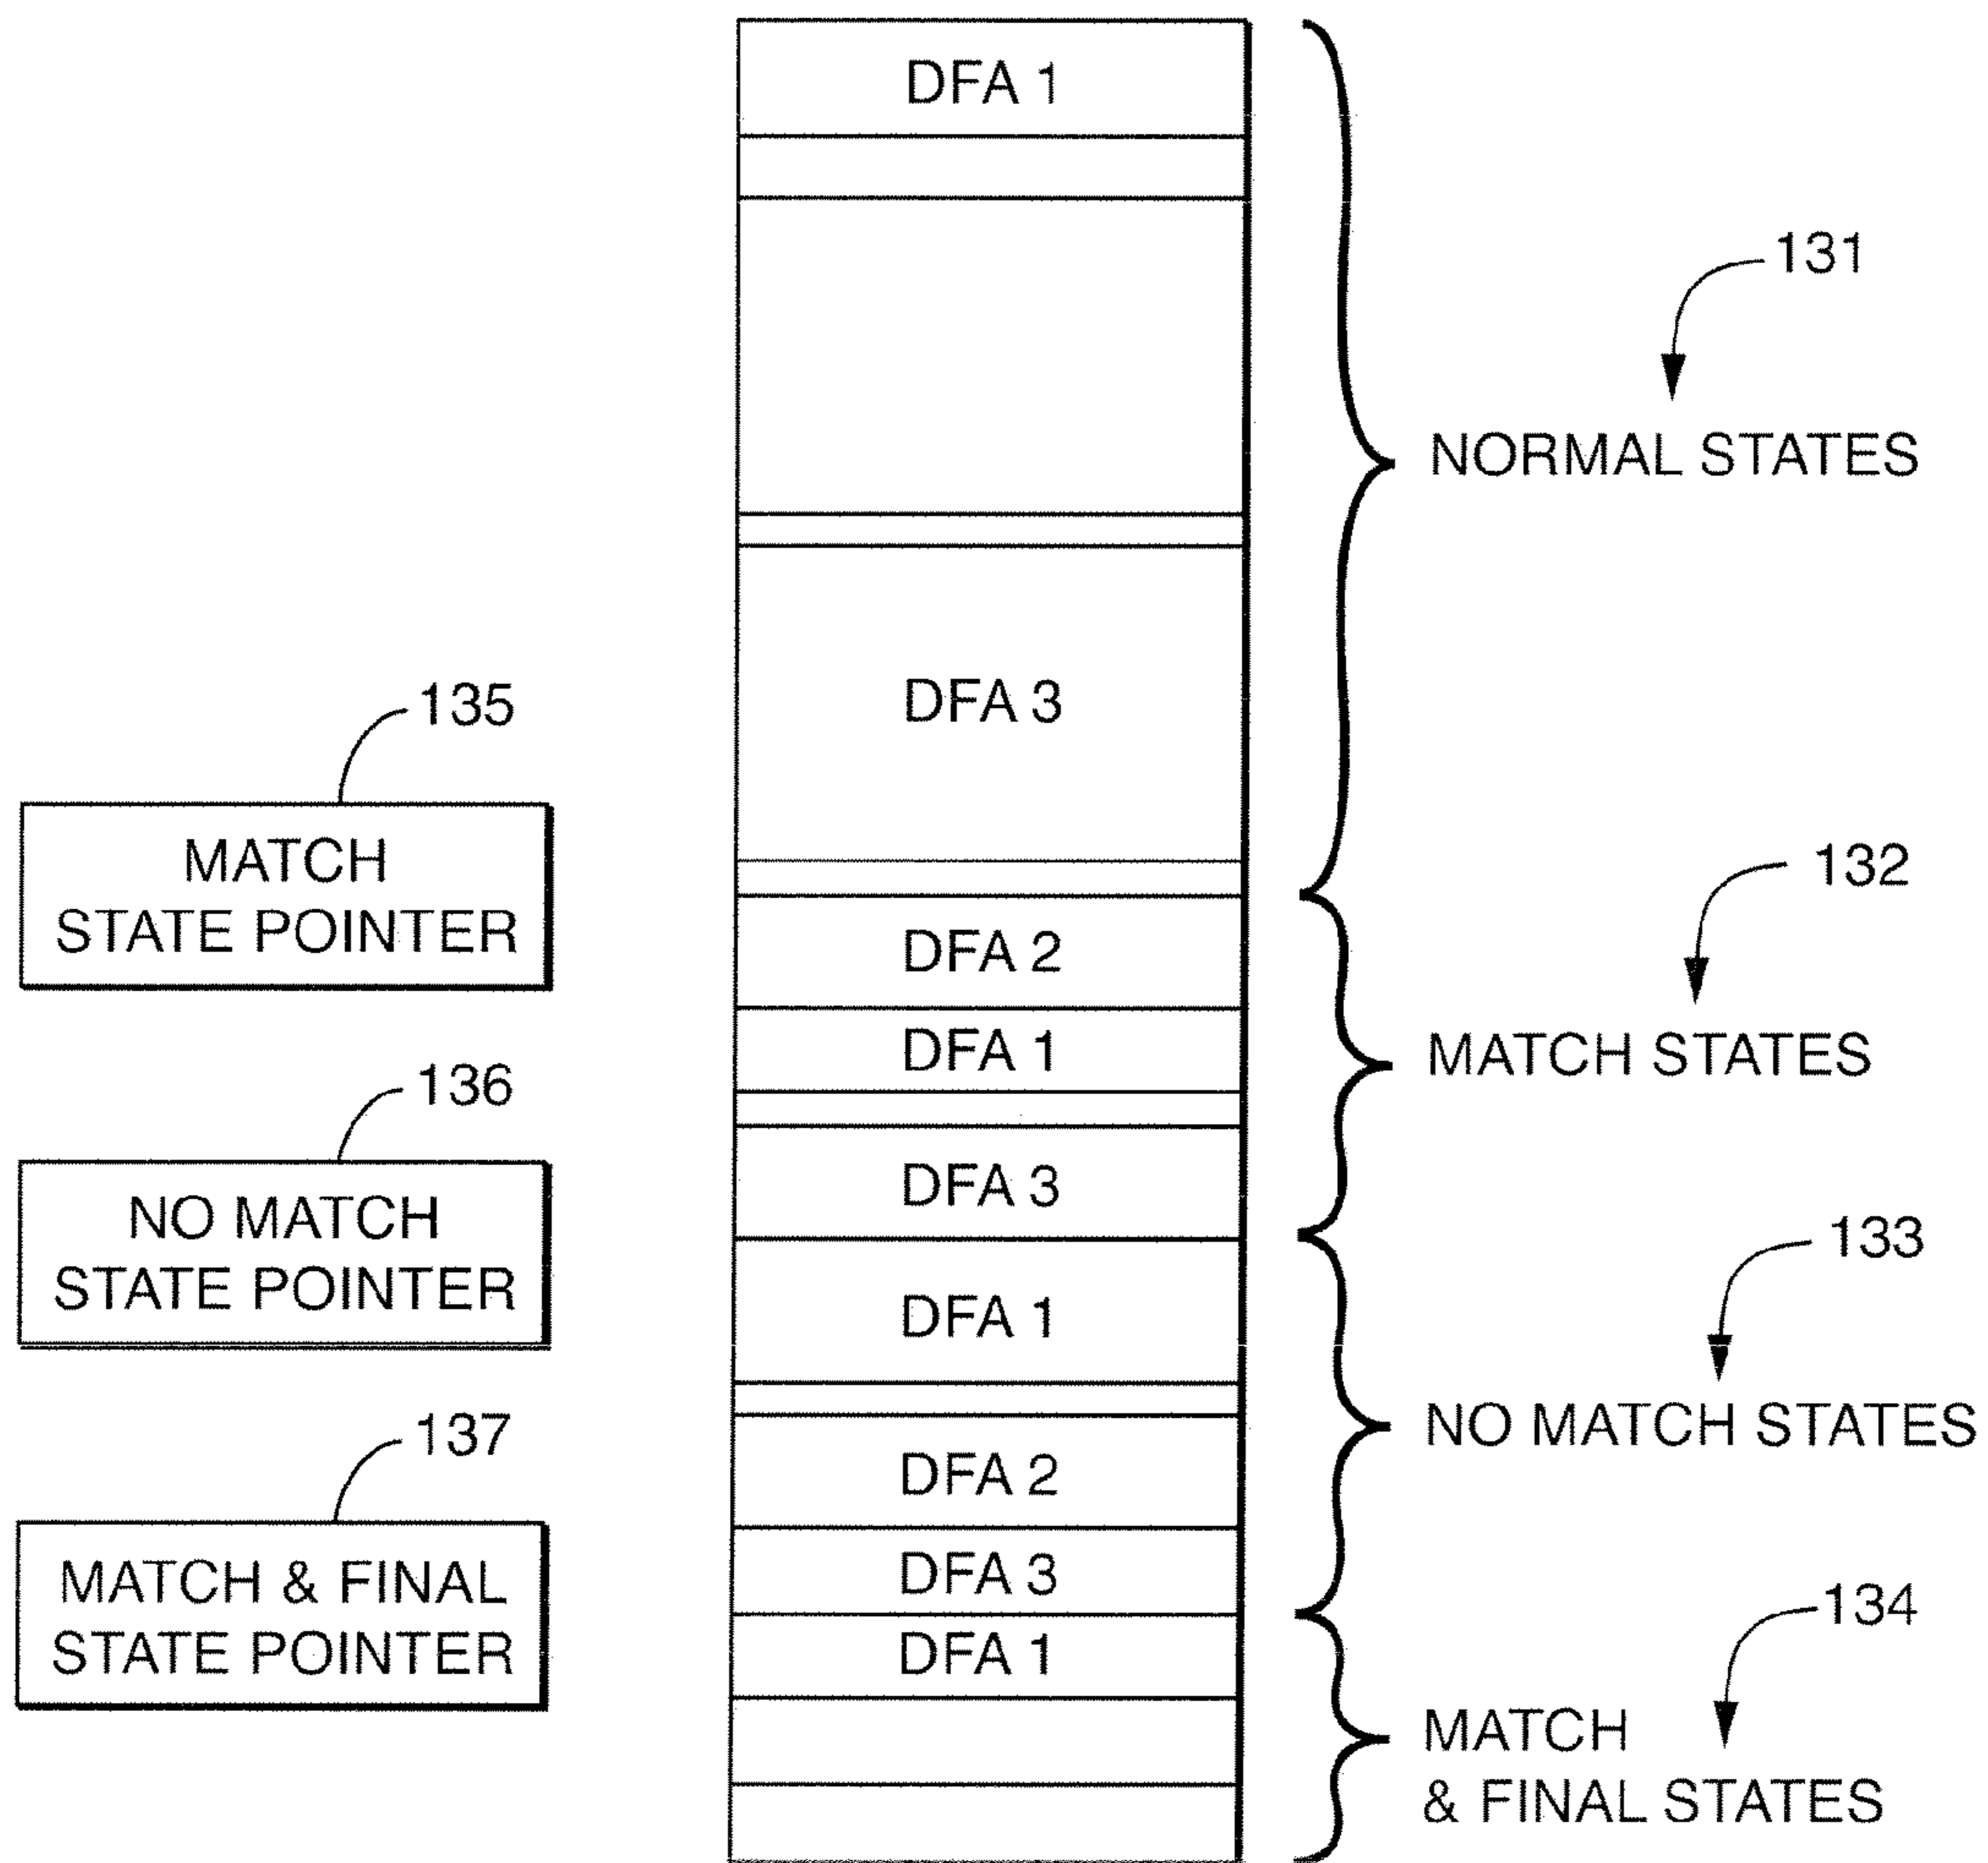 DFA 1
131
NORMAL STATES
DFA 3
135
MATCH
STATE POINTER
132
DFA 2
DFA 1
MATCH STATES
136
NO MATCH
STATE POINTER
DFA 3
133
DFA 1
NO MATCH STATES
137
MATCH & FINAL
STATE POINTER
DFA 2
DFA 3
DFA 1
134
MATCH
& FINAL STATES